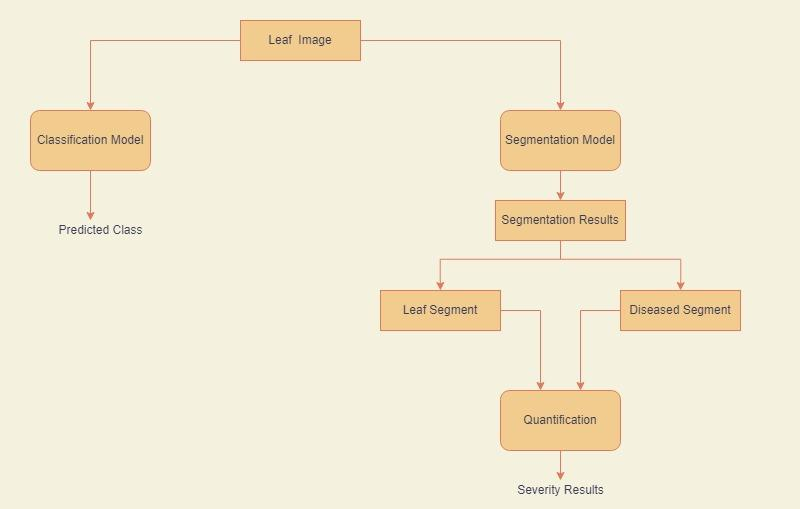 Leaf Image
Classification Model
Segmentation Model
Predicted Class
Segmentation Results
Leaf Segment
Diseased Segment
Quantification
Severity Results